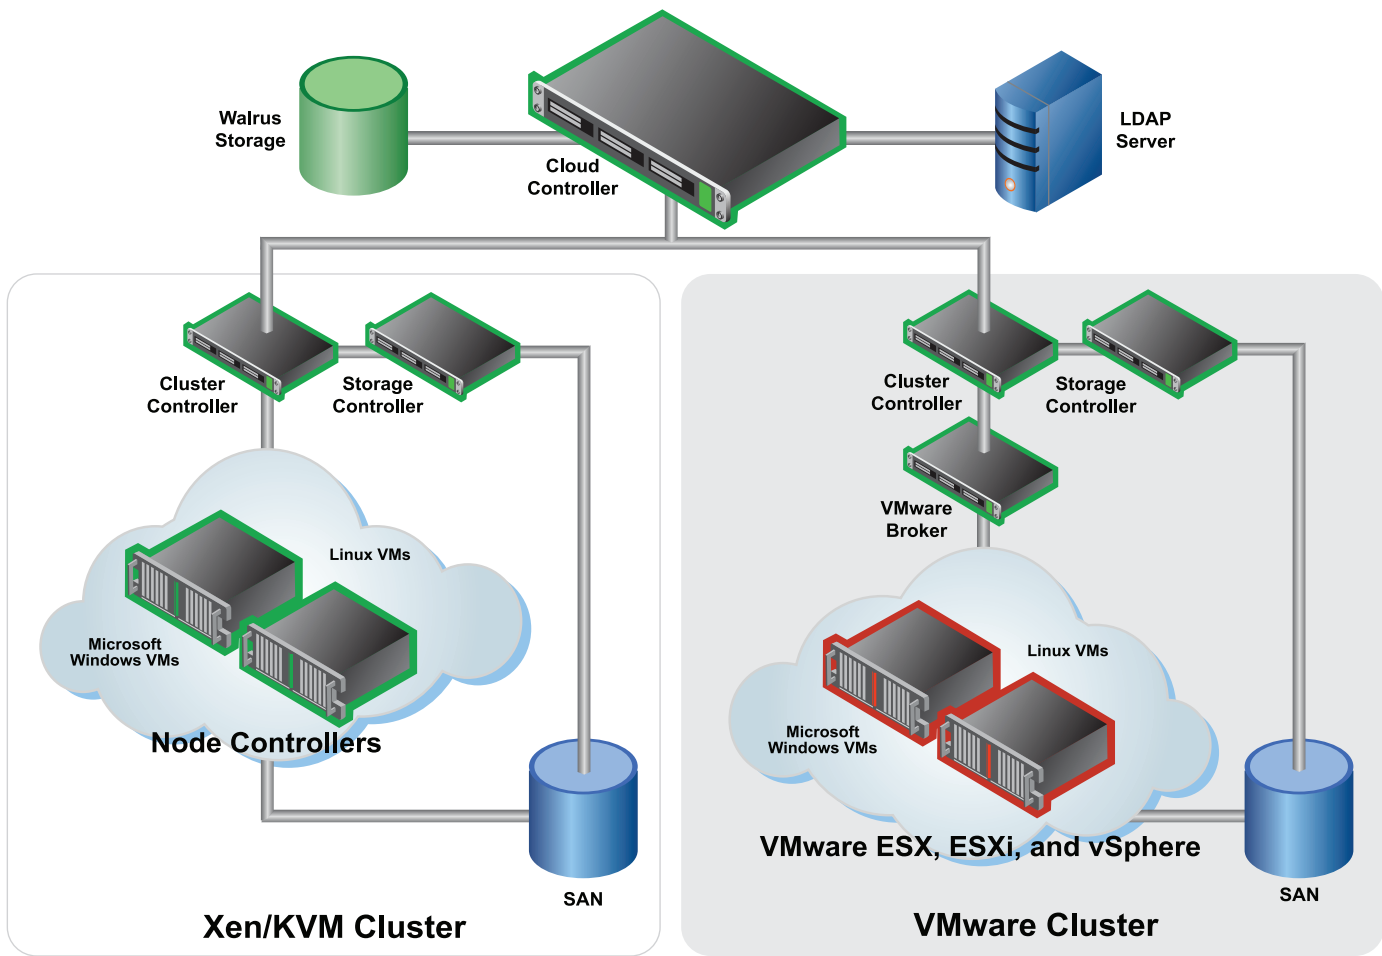 Walrus
Storage
Cloud
Controller
LDAP
Server
Cluster
Controller
Storage
Controller
Linux VMs
Microsoft
Windows VMs
Node Controllers
SAN
Xen/KVM Cluster
Cluster
Controller
Storage
Controller
VMware
Broker
Linux VMs
Microsoft
Windows VMs
VMware ESX, ESXi, and vSphere
SAN
VMware Cluster